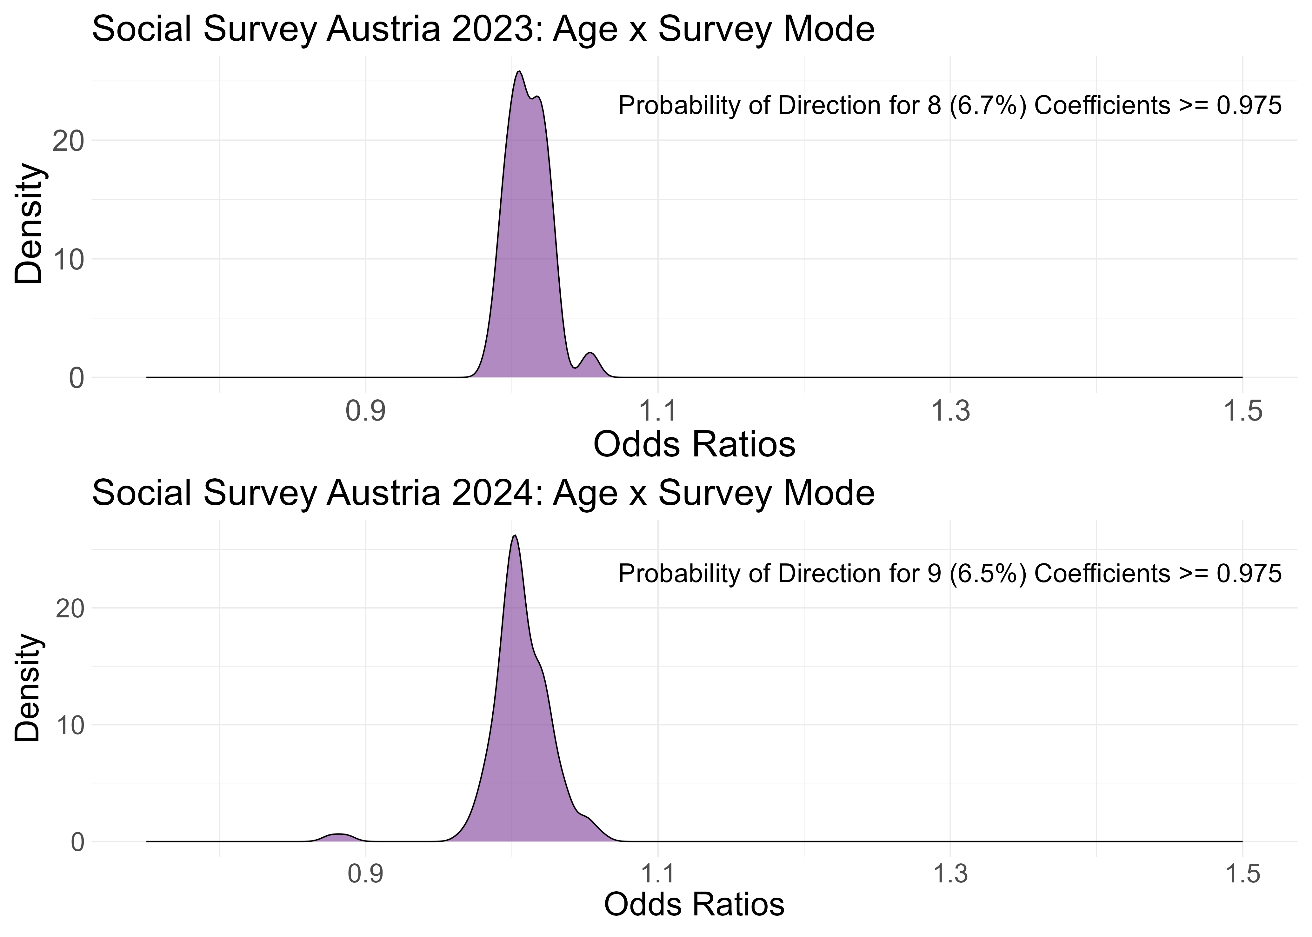 Social Survey Austria 2023: Age x Survey Mode
Probability of Direction for 8 (6.7%) Coefficients >= 0.975
Density
20
10
0
0.9 1.1 1.3 1.5
Odds Ratios
Social Survey Austria 2024: Age x Survey Mode
Probability of Direction for 9 (6.5%) Coefficients >= 0.975
Density
20
10
0
0.9 1.1 1.3 1.5
Odds Ratios